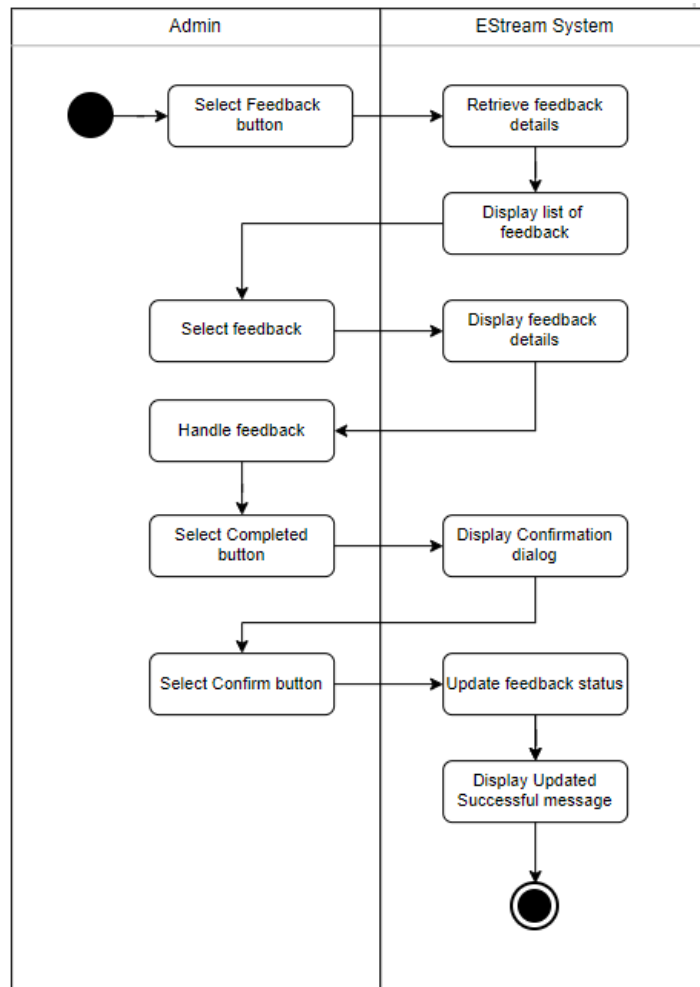 Admin
EStream System
Select Feedback
button
Retrieve feedback
details
Display list of
feedback
Select feedback
Display feedback
details
Handle feedback
Select Completed
button
Display Confirmation
dialog
Select Confirm button
Update feedback status
Display Updated
Successful message